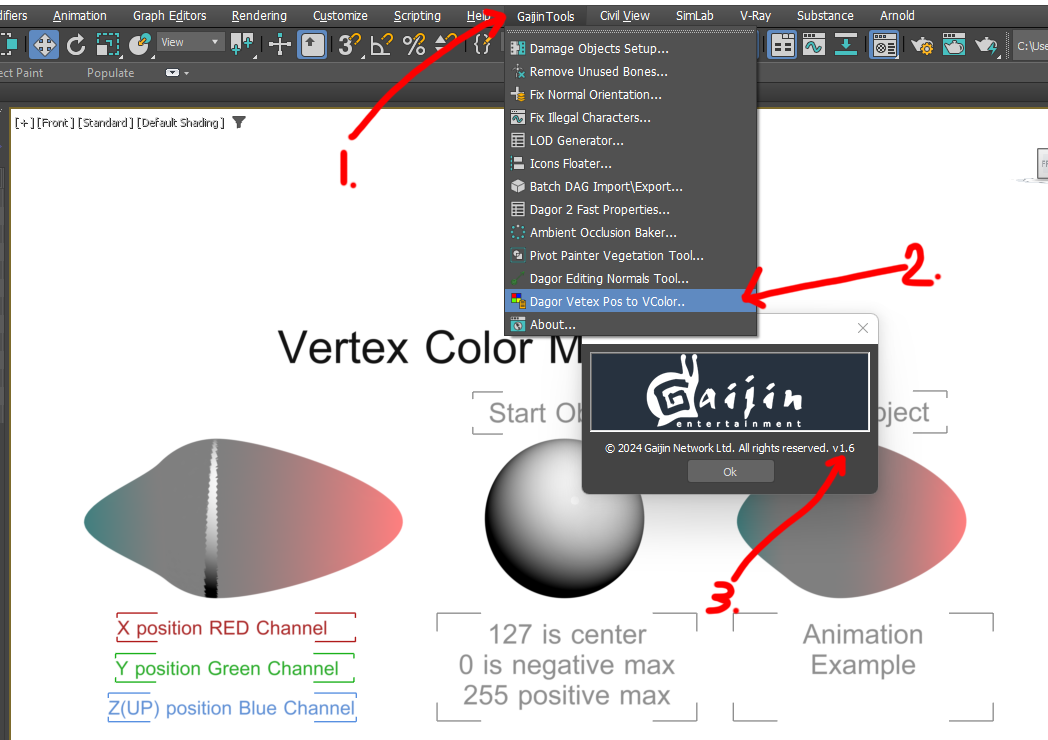 difiers Animation Graph Editors Rendering Customize Scripting Help GaijinTools Civil View SimLab V-Ray Substance Arnold
View
C:\Use
ect Paint Populate
[+] [Front] [Standard] [Default Shading]
Damage Objects Setup...
Remove Unused Bones...
Fix Normal Orientation...
Fix Illegal Characters...
LOD Generator...
Icons Floater...
Batch DAG Import\Export...
Dagor 2 Fast Properties...
Ambient Occlusion Baker...
Pivot Painter Vegetation Tool...
Dagor Editing Normals Tool...
Dagor Vetex Pos to VColor..
About...
1.
2.
Vertex Color M
Gaijin
entertainment
© 2024 Gaijin Network Ltd. All rights reserved. v1.6
Ok
Start Ob
bject
3.
X position RED Channel
Y position Green Channel
Z(UP) position Blue Channel
127 is center
0 is negative max
255 positive max
Animation
Example